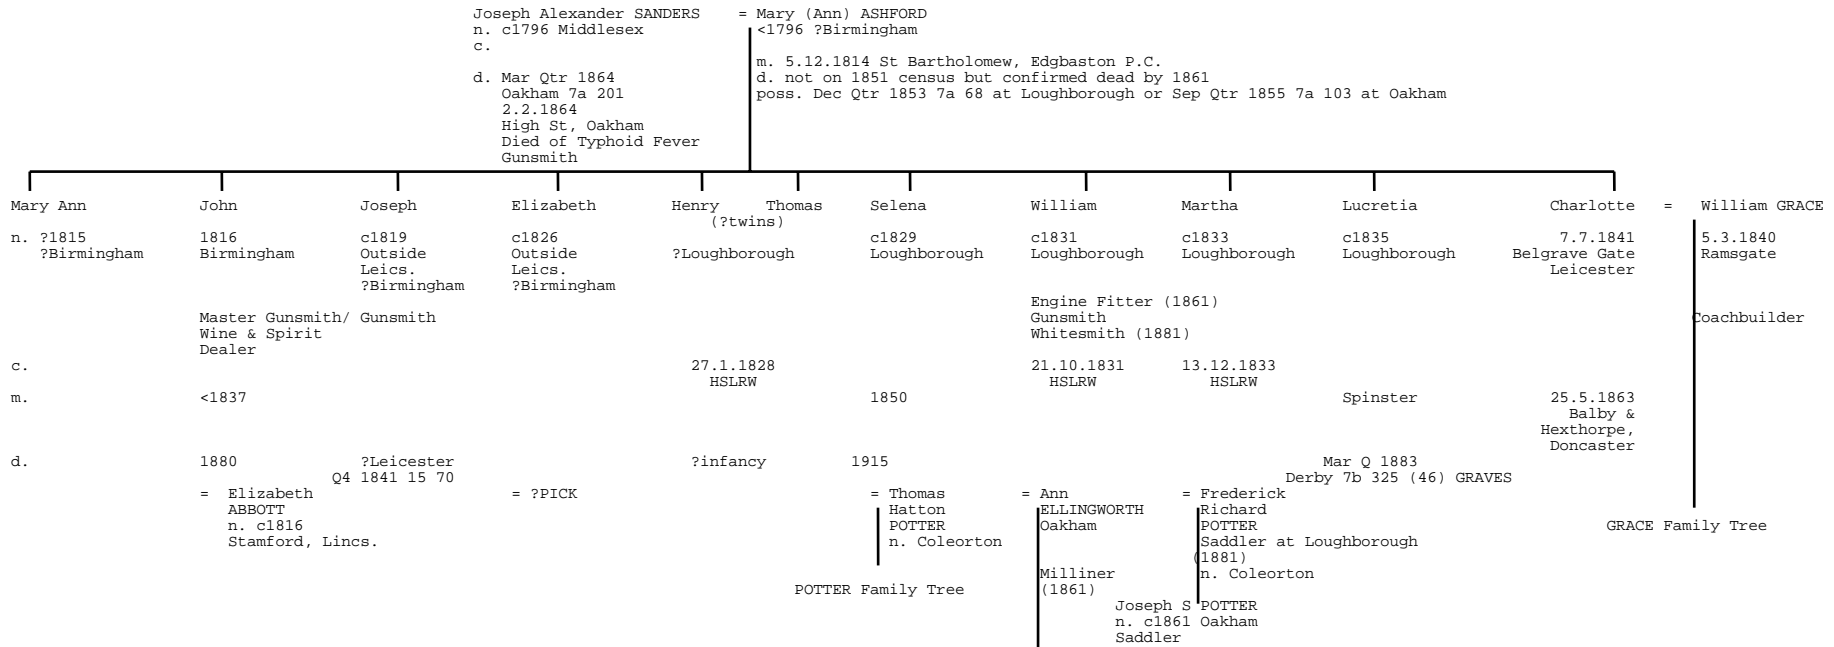 Joseph Alexander SANDERS = Mary (Ann) ASHFORD
n. c1796 Middlesex <1796 ?Birmingham
c.
m. 5.12.1814 St Bartholomew, Edgbaston P.C.
d. Mar Qtr 1864 d. not on 1851 census but confirmed dead by 1861
Oakham 7a 201 poss. Dec Qtr 1853 7a 68 at Loughborough or Sep Qtr 1855 7a 103 at Oakham
2.2.1864
High St, Oakham
Died of Typhoid Fever
Gunsmith
Mary Ann John Joseph Elizabeth Henry Thomas Selena William Martha Lucretia Charlotte = William GRACE
(?twins)
n. ?1815 1816 c1819 c1826 c1829 c1831 c1833 c1835 7.7.1841 5.3.1840
?Birmingham Birmingham Outside Outside ?Loughborough Loughborough Loughborough Loughborough Loughborough Belgrave Gate Ramsgate
Leics. Leics. Leicester
?Birmingham ?Birmingham
Engine Fitter (1861)
Master Gunsmith/ Gunsmith Gunsmith Coachbuilder
Wine & Spirit Whitesmith (1881)
Dealer
c. 27.1.1828 21.10.1831 13.12.1833
HSLRW HSLRW HSLRW
m. <1837 1850 Spinster 25.5.1863
Balby &
Hexthorpe,
Doncaster
d. 1880 ?Leicester ?infancy 1915 Mar Q 1883
Q4 1841 15 70 Derby 7b 325 (46) GRAVES
= Elizabeth = ?PICK = Thomas = Ann = Frederick
ABBOTT Hatton ELLINGWORTH Richard
n. c1816 POTTER Oakham POTTER GRACE Family Tree
Stamford, Lincs. n. Coleorton Saddler at Loughborough
(1881)
Milliner n. Coleorton
POTTER Family Tree (1861)
Joseph S POTTER
n. c1861 Oakham
Saddler